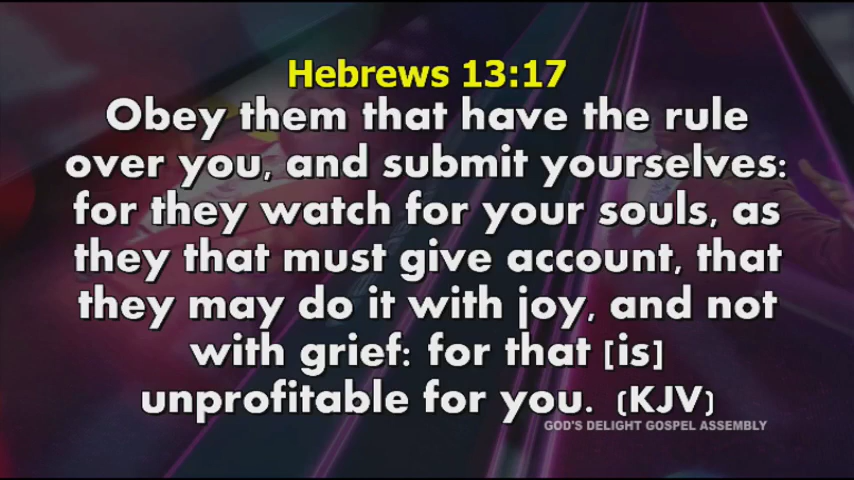 Hebrews 13:17
Obey them that have the rule
over you, and submit yourselves:
for they watch for your souls, as
they that must give account, that
they may do it with joy, and not
with grief: for that [is]
unprofitable for you. (KJV)
GOD'S DELIGHT GOSPEL ASSEMBLY